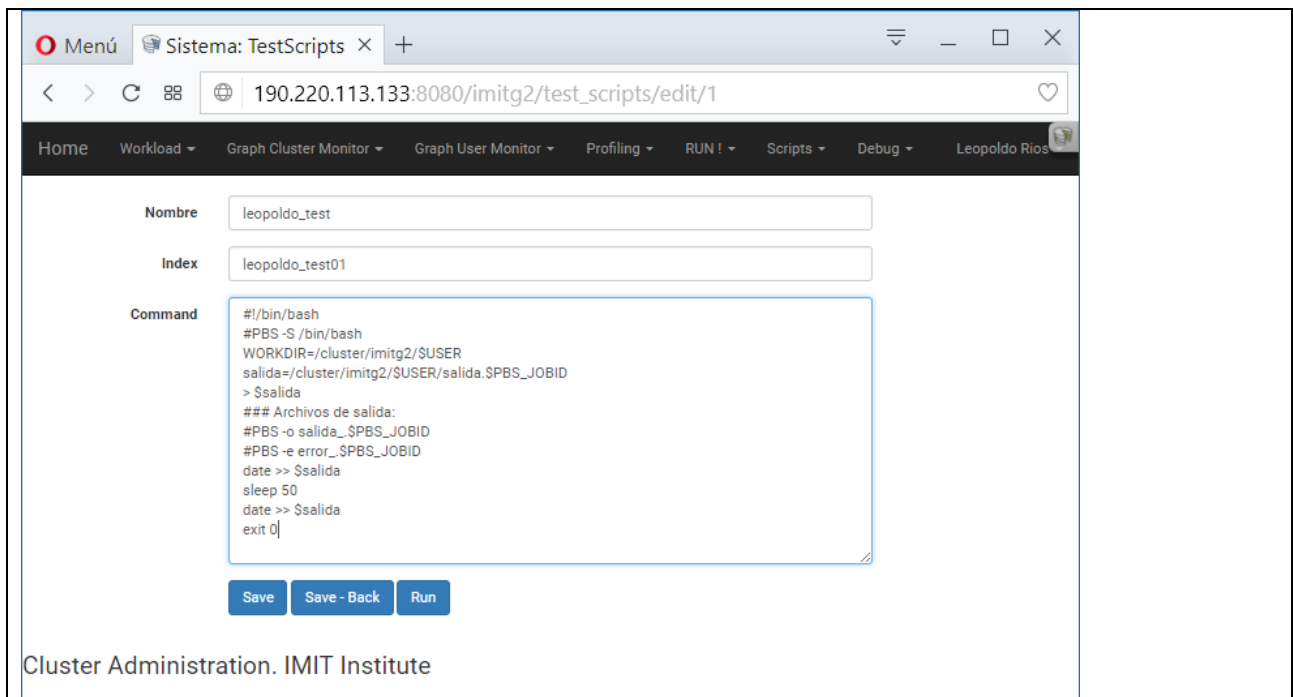 Menú
Sistema: TestScripts
190.220.113.133:8080/imitg2/test_scripts/edit/1
Home Workload Graph Cluster Monitor Graph User Monitor Profiling RUN ! Scripts Debug Leopoldo Rios
Nombre leopoldo_test
Index leopoldo_test01
Command
#!/bin/bash
#PBS -S /bin/bash
WORKDIR=/cluster/imitg2/$USER
salida=/cluster/imitg2/$USER/salida.$PBS_JOBID
> $salida
### Archivos de salida:
#PBS -o salida_.$PBS_JOBID
#PBS -e error_.$PBS_JOBID
date >> $salida
sleep 50
date >> $salida
exit 0
Save Save - Back Run
Cluster Administration. IMIT Institute